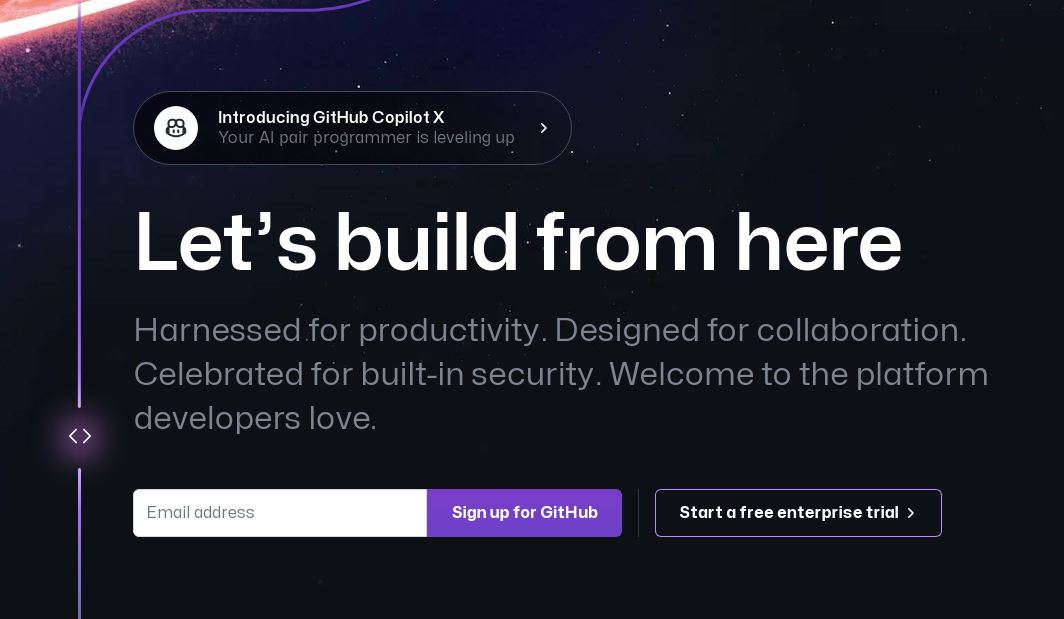 Introducing GitHub Copilot X
Your AI pair programmer is leveling up
Let’s build from here
Harnessed for productivity. Designed for collaboration.
Celebrated for built-in security. Welcome to the platform
developers love.
Email address
Sign up for GitHub
Start a free enterprise trial